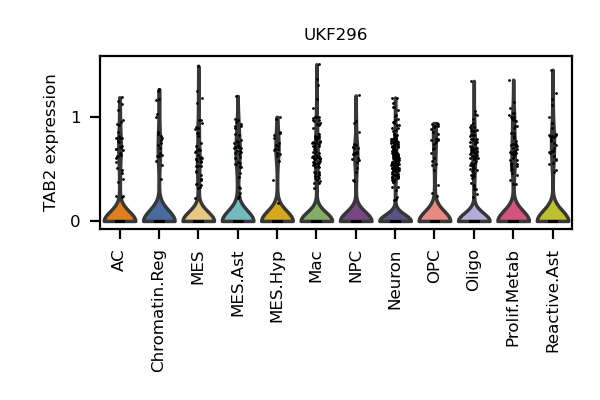 UKF296
TAB2 expression
1
0
AC
Chromatin.Reg
MES
MES.Ast
MES.Hyp
Mac
NPC
Neuron
OPC
Oligo
Prolif.Metab
Reactive.Ast